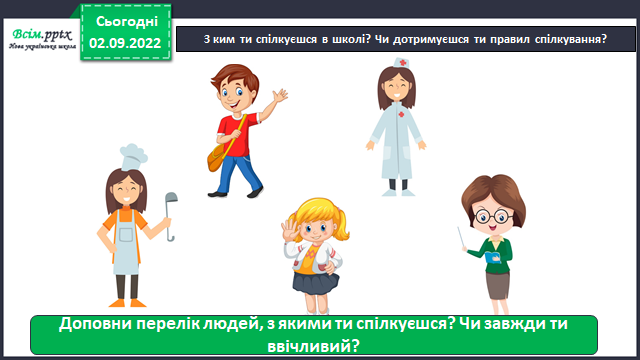 Всім.pptx
Нова українська школа
Сьогодні
02.09.2022
З ким ти спілкуєшся в школі? Чи дотримуєшся ти правил спілкування?
Доповни перелік людей, з якими ти спілкуєшся? Чи завжди ти
ввічливий?